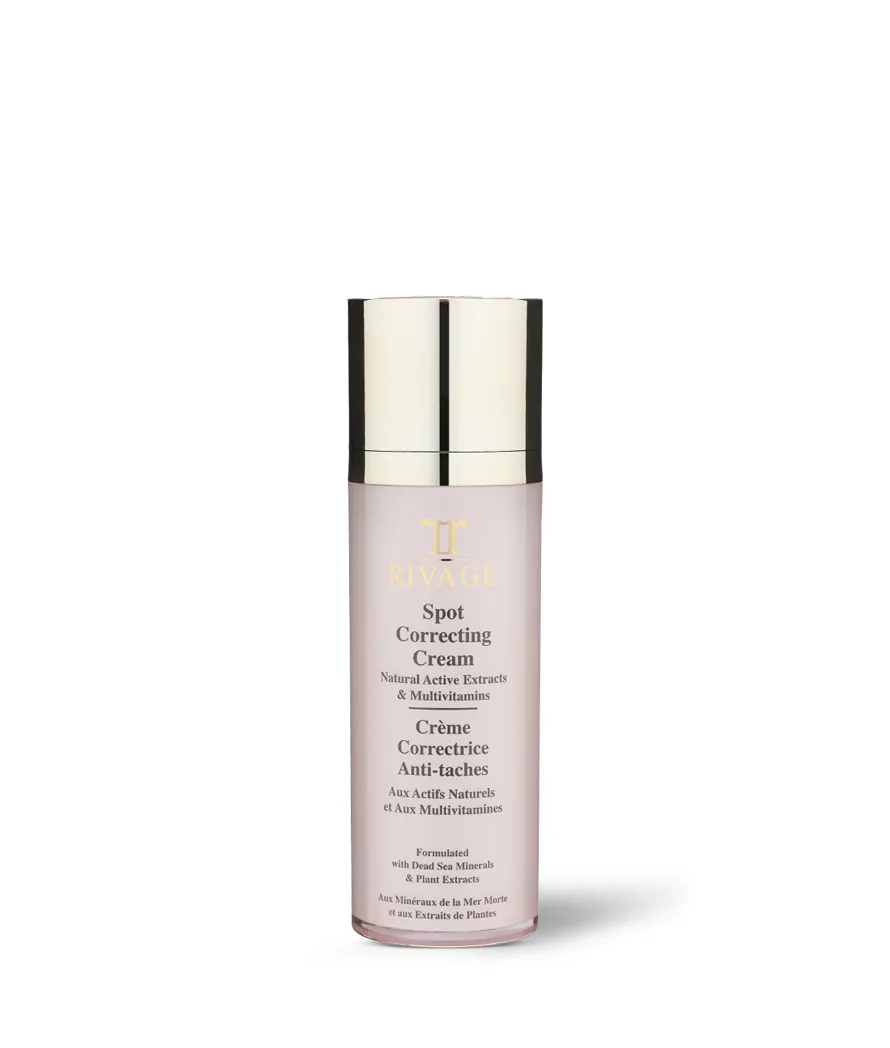 RIVAGE
Spot
Correcting
Cream
Natural Active Extracts
& Multivitamins
Crème
Correctrice
Anti-taches
Aux Actifs Naturels
et Aux Multivitamines
Formulated
with Dead Sea Minerals
& Plant Extracts
Aux Minéraux de la Mer Morte
et aux Extraits de Plantes